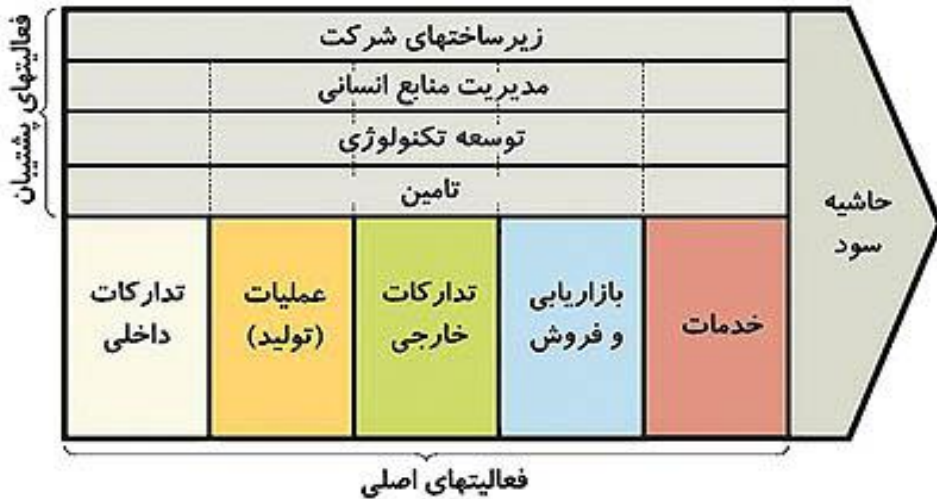 فعالیتهای پشتیبان
زیرساختهای شرکت
مدیریت منابع انسانی
توسعه تکنولوژی
تامین
حاشیه
سود
تدارکات
داخلی
عملیات
(تولید)
تدارکات
خارجی
بازاریابی
و فروش
خدمات
فعالیتهای اصلی